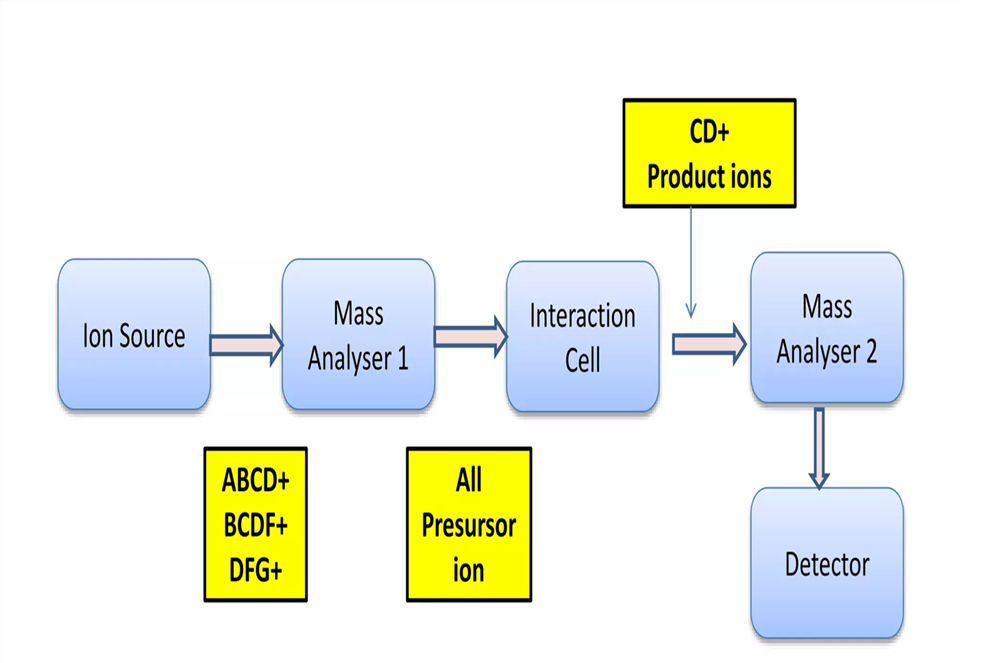 CD+
Product ions
Ion Source
Mass
Analyser 1
Interaction
Cell
Mass
Analyser 2
ABCD+
BCDF+
DFG+
All
Presursor
ion
Detector